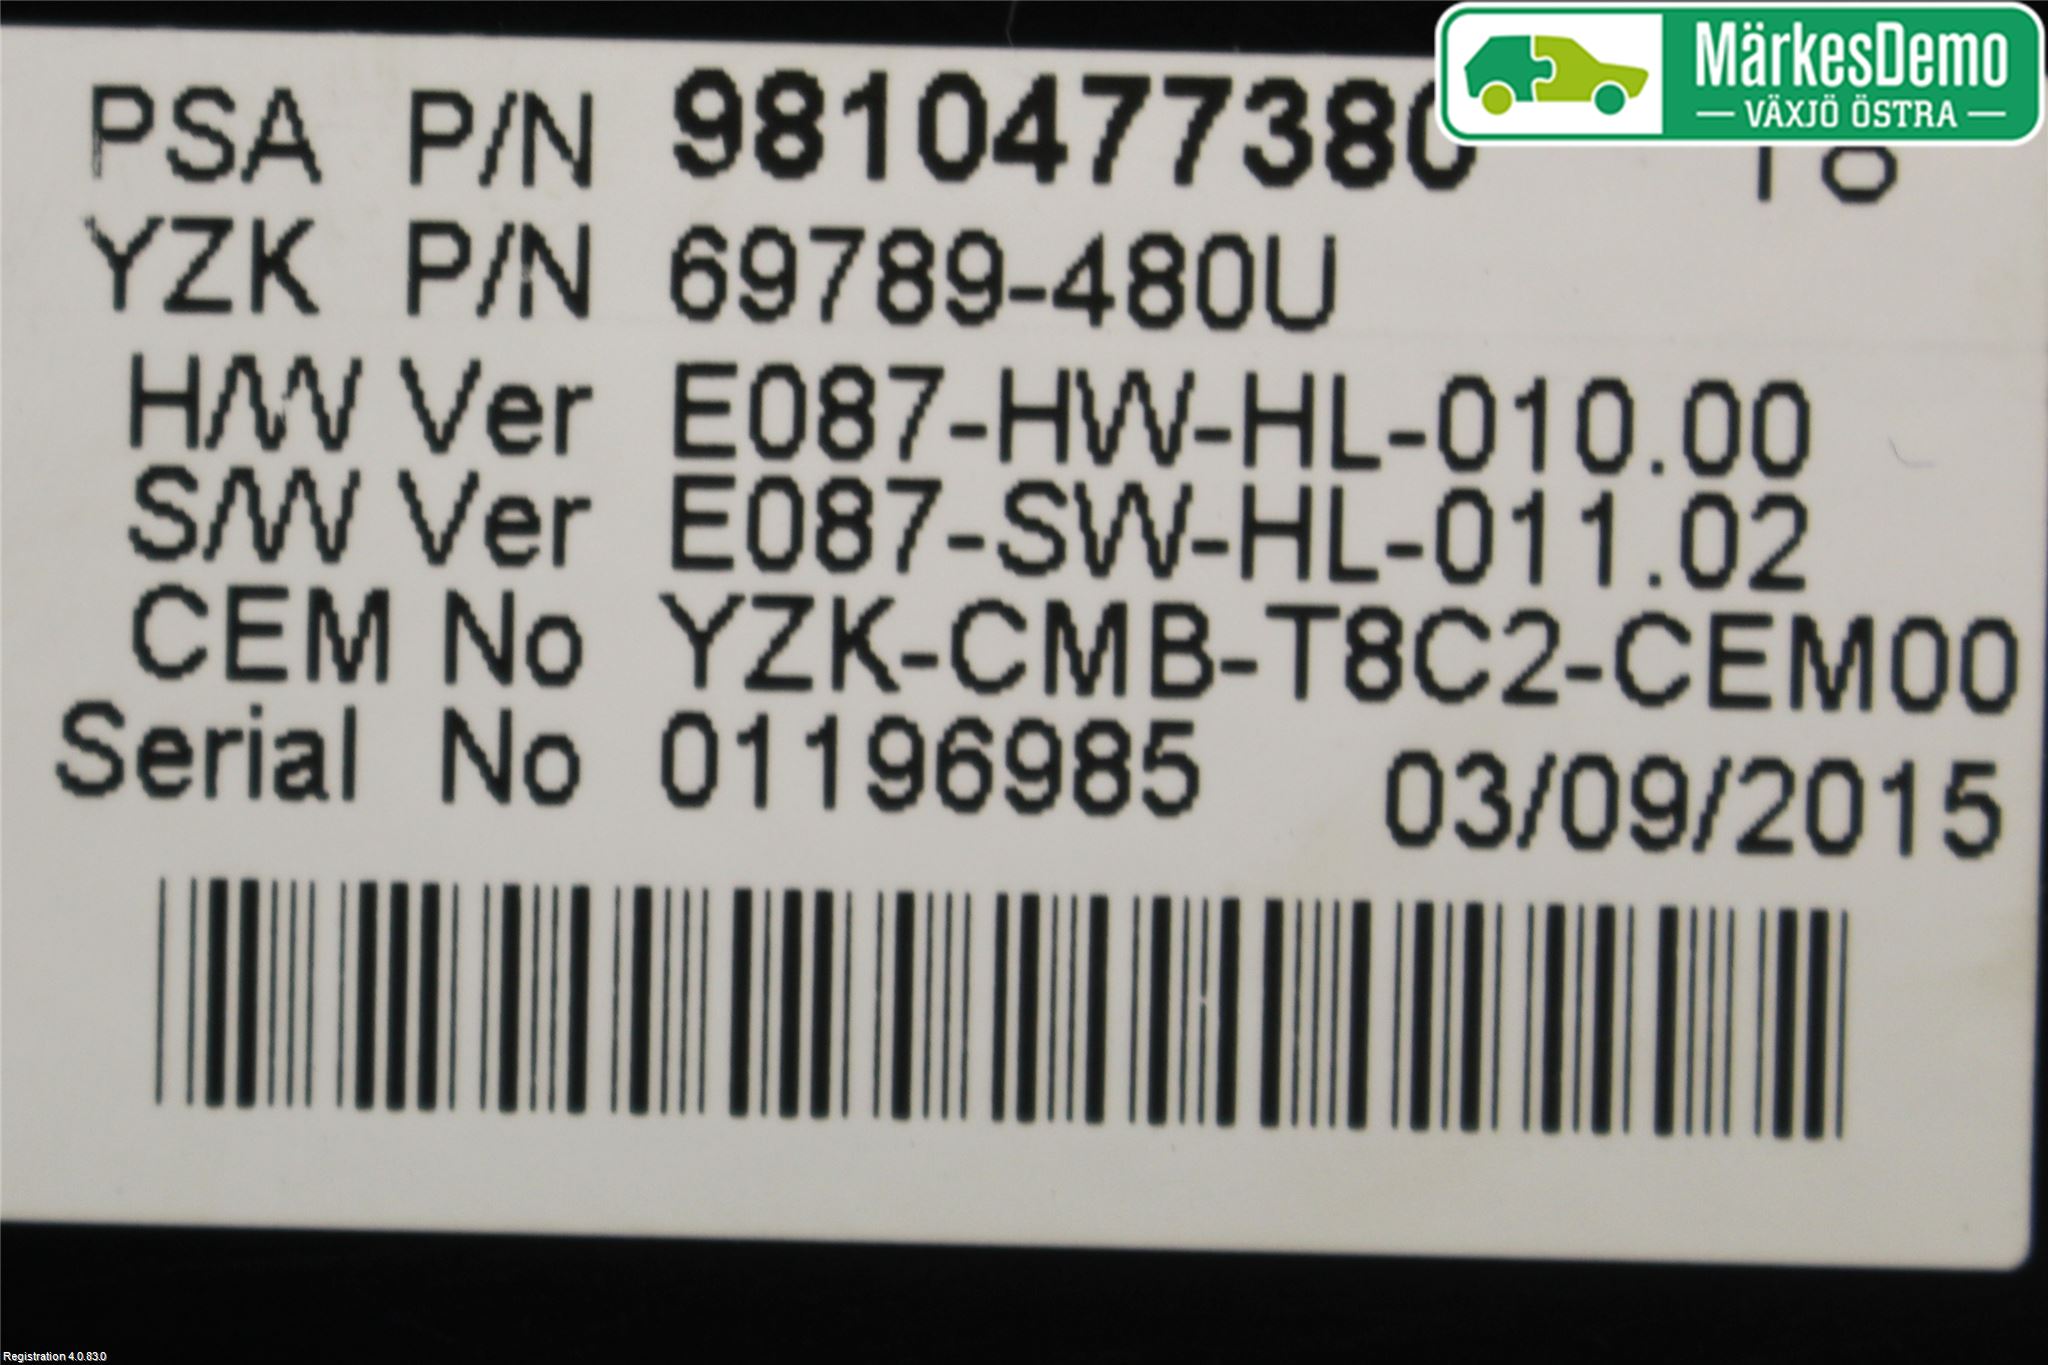 MärkesDemo
VÄXJÖ ÖSTRA
PSA P/N 9810477380
YZK P/N 69789-480U
H/W Ver E087-HW-HL-010.00
S/W Ver E087-SW-HL-011.02
CEM No YZK-CMB-T8C2-CEM00
Serial No 01196985 03/09/2015
Registration 4.0.83.0